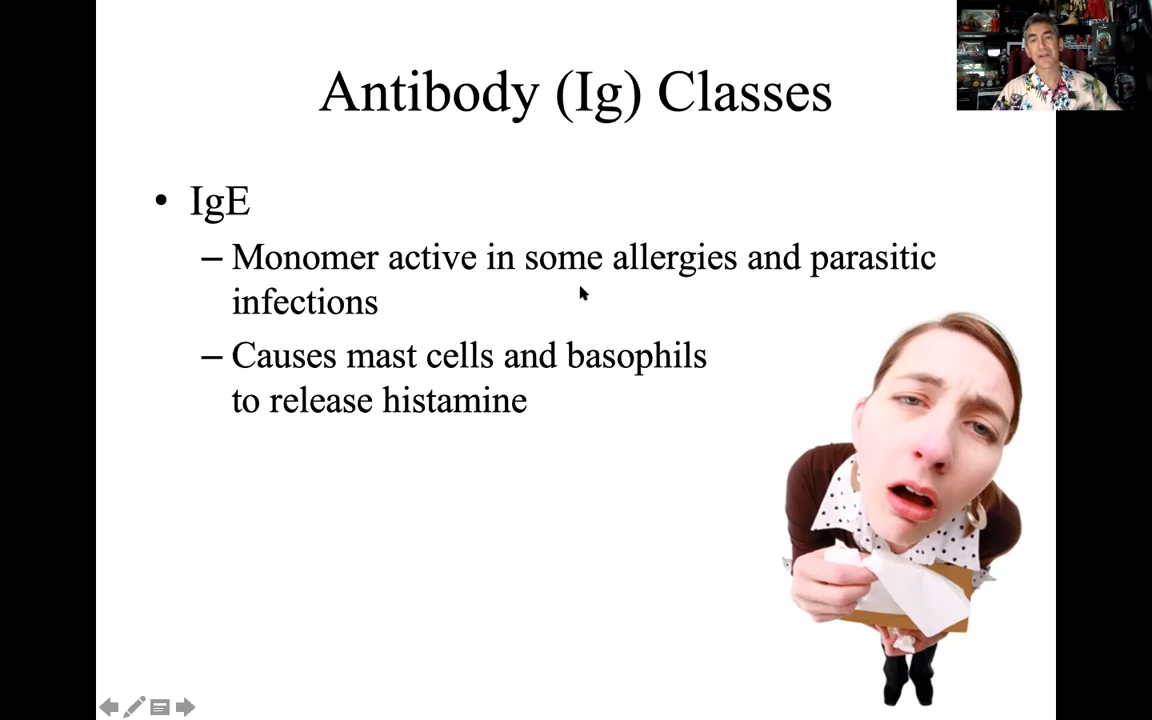 Antibody (Ig) Classes
• IgE
– Monomer active in some allergies and parasitic
infections
– Causes mast cells and basophils
to release histamine